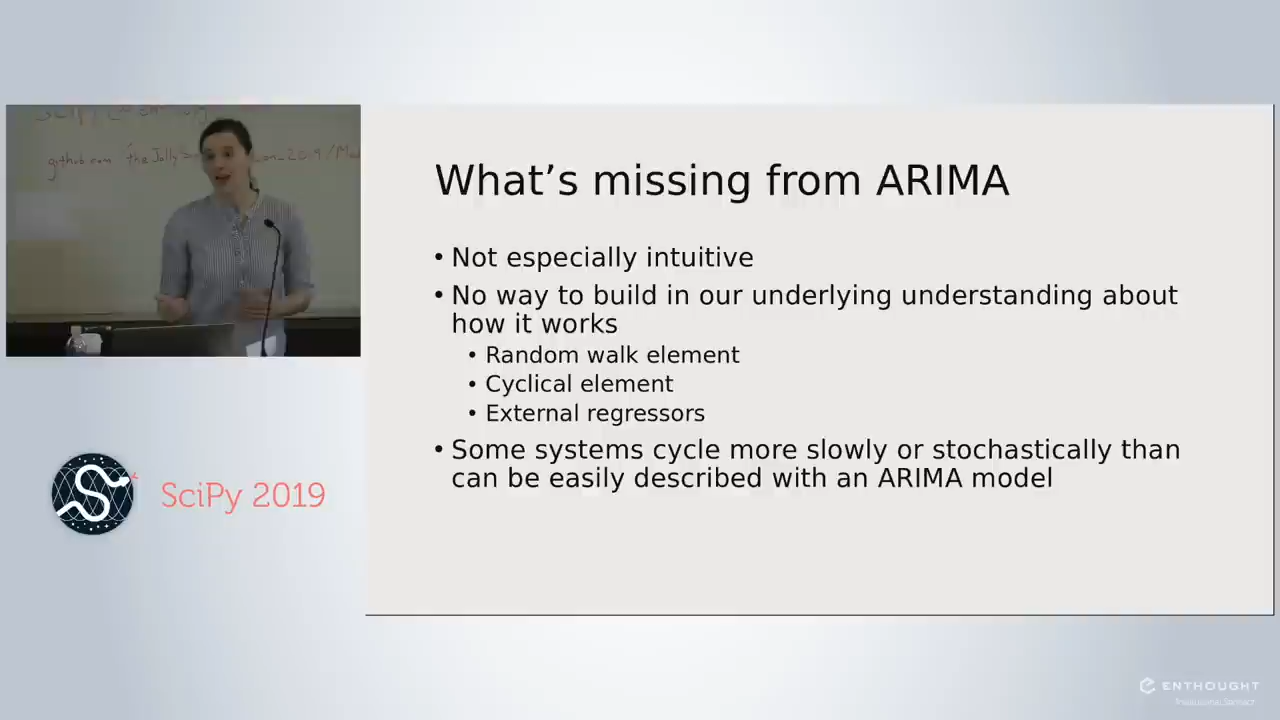 github.com
What's missing from ARIMA
• Not especially intuitive
• No way to build in our underlying understanding about
how it works
• Random walk element
• Cyclical element
• External regressors
• Some systems cycle more slowly or stochastically than
can be easily described with an ARIMA model
SciPy 2019
ENTHOUGHT